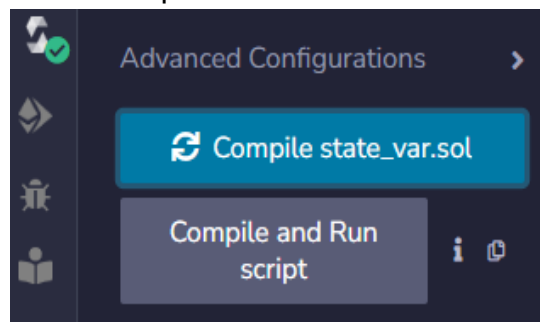 Advanced Configurations
Compile state_var.sol
Compile and Run
script